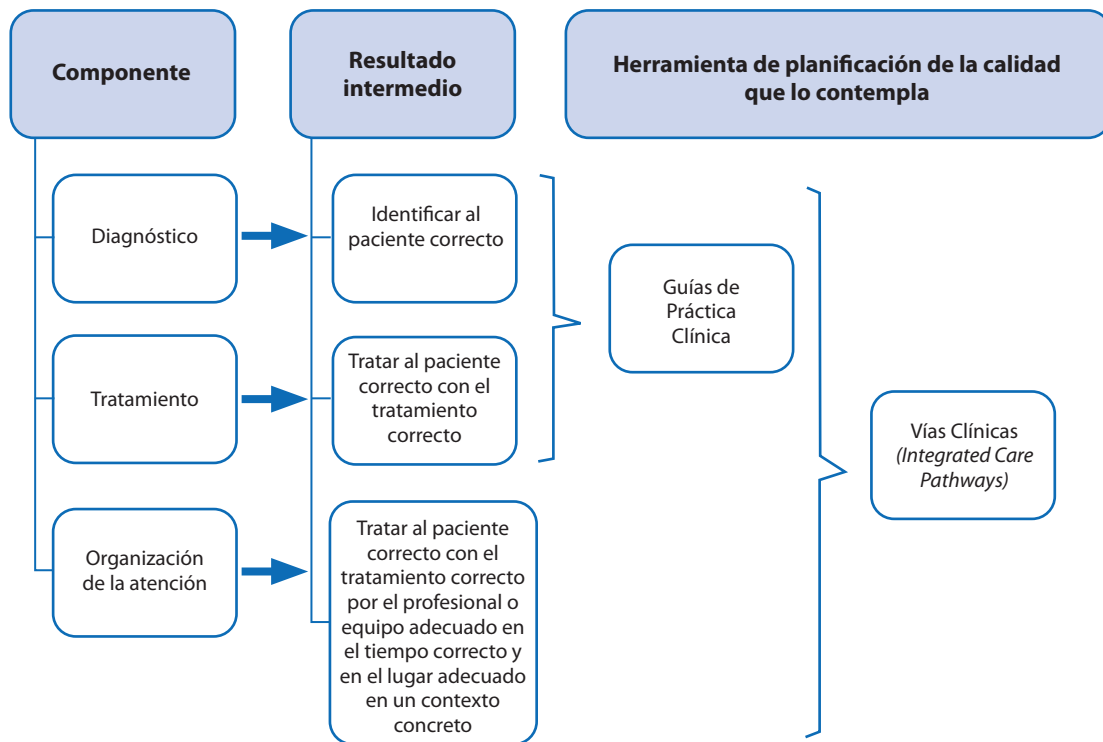 Componente
Resultado
intermedio
Herramienta de planificación de la calidad
que lo contempla
Diagnóstico
Identificar al
paciente correcto
Guías de
Práctica
Clínica
Tratamiento
Tratar al paciente
correcto con el
tratamiento
correcto
Vías Clínicas
(Integrated Care
Pathways)
Organización
de la atención
Tratar al paciente
correcto con el
tratamiento correcto
por el profesional o
equipo adecuado en
el tiempo correcto y
en el lugar adecuado
en un contexto
concreto